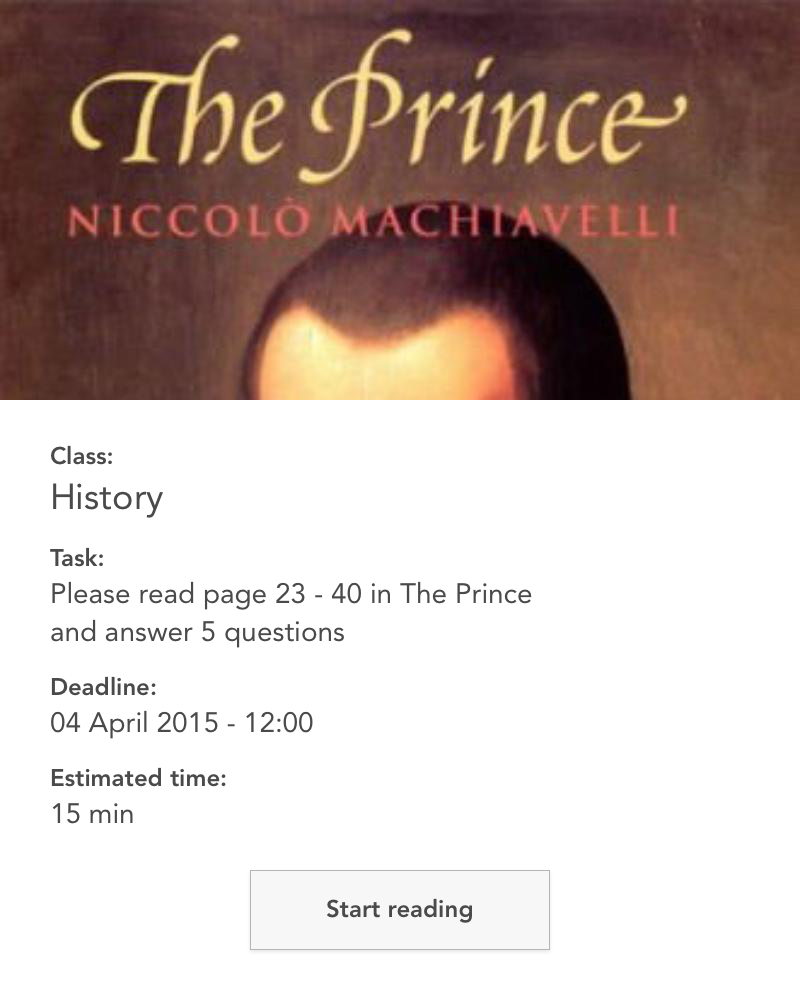 The Prince
NICCOLÒ MACHIAVELLI
Class:
History
Task:
Please read page 23 - 40 in The Prince
and answer 5 questions
Deadline:
04 April 2015 - 12:00
Estimated time:
15 min
Start reading